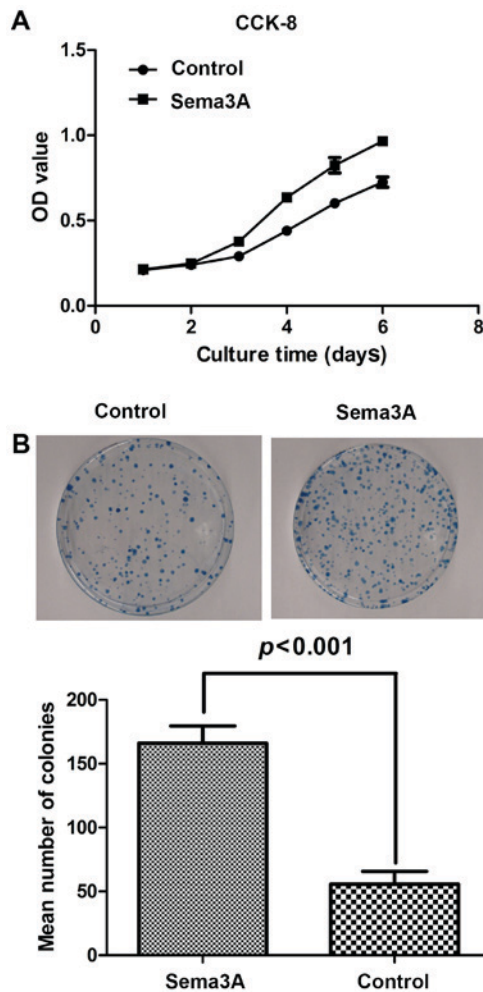 A
CCK-8
Control
Sema3A
OD value
1.5
1.0
0.5
0.0
0 2 4 6 8
Culture time (days)
Control Sema3A
B
p<0.001
Mean number of colonies
200
150
100
50
0
Sema3A Control